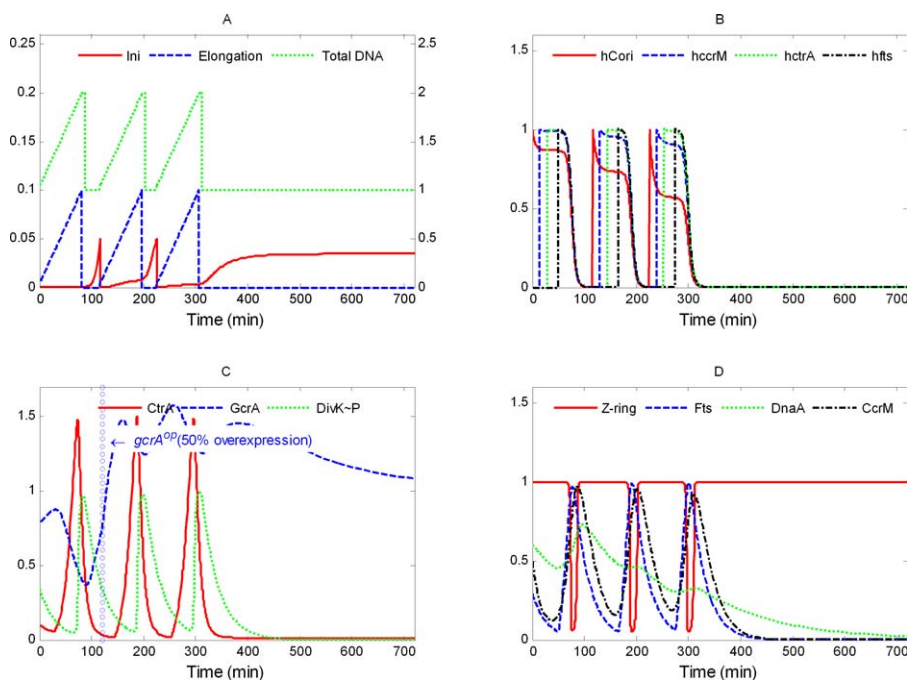 A
0.25
0.2
0.15
0.1
0.05
0
2.5
2
1.5
1
0.5
0
Ini Elongation Total DNA
0 100 200 300 400 500 600 700
Time (min)
B
1.5
1
0.5
0
hCori hccrM hctrA hfts
0 100 200 300 400 500 600 700
Time (min)
C
1.5
1
0.5
0
CtrA GcrA DivK~P
← gcrA^op(50% overexpression)
0 100 200 300 400 500 600 700
Time (min)
D
1.5
1
0.5
0
Z-ring Fts DnaA CcrM
0 100 200 300 400 500 600 700
Time (min)